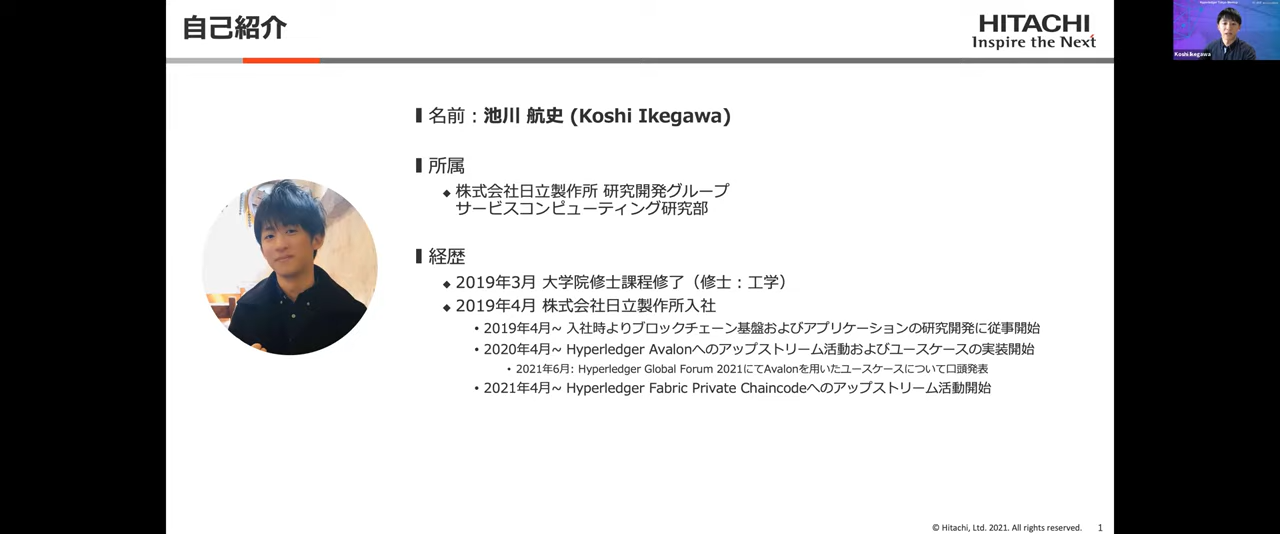 自己紹介
HITACHI
Inspire the Next
Koshi Ikegawa
名前：池川 航史 (Koshi Ikegawa)
所属
株式会社日立製作所 研究開発グループ
サービスコンピューティング研究部
経歴
2019年3月 大学院修士課程修了（修士：工学）
2019年4月 株式会社日立製作所入社
2019年4月~ 入社時よりブロックチェーン基盤およびアプリケーションの研究開発に従事開始
2020年4月~ Hyperledger Avalonへのアップストリーム活動およびユースケースの実装開始
2021年6月: Hyperledger Global Forum 2021にてAvalonを用いたユースケースについて口頭発表
2021年4月~ Hyperledger Fabric Private Chaincodeへのアップストリーム活動開始
© Hitachi, Ltd. 2021. All rights reserved. 1